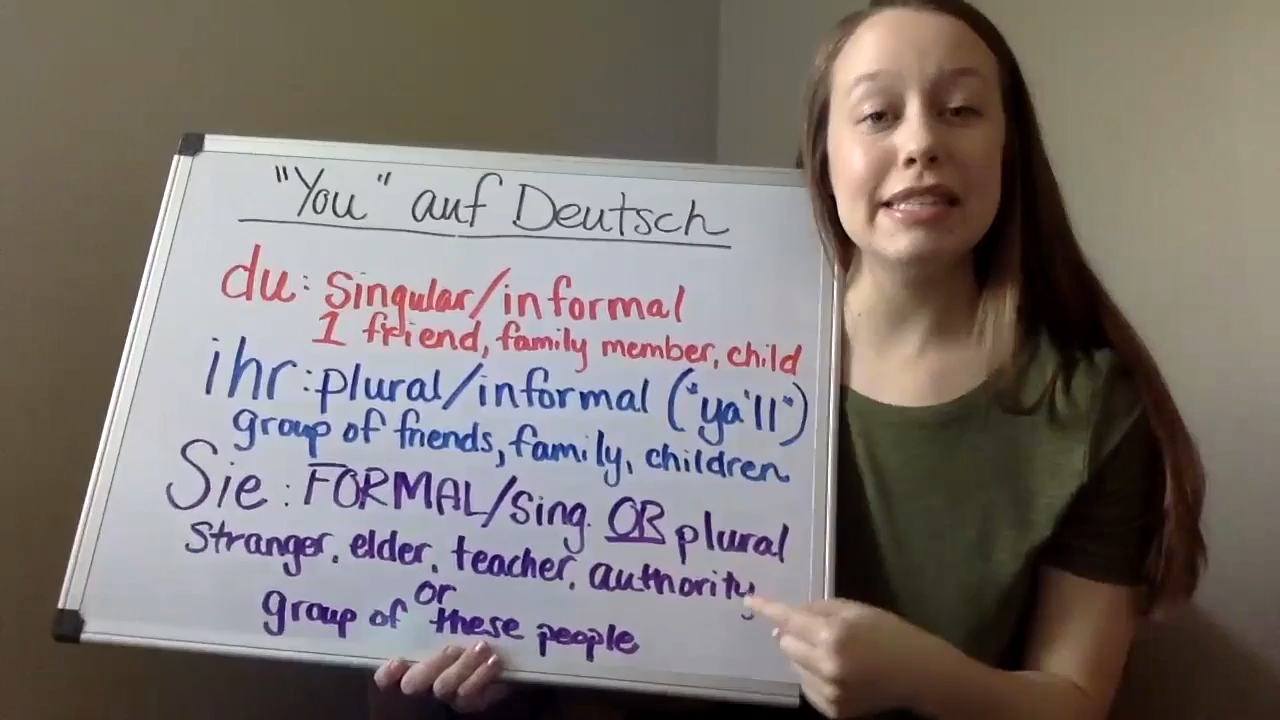 "You" auf Deutsch
du: singular/informal
1 friend, family member, child
ihr: plural/informal ("ya'll")
group of friends, family, children
Sie: FORMAL/Sing. OR plural
Stranger, elder, teacher, authority
or
group of these people